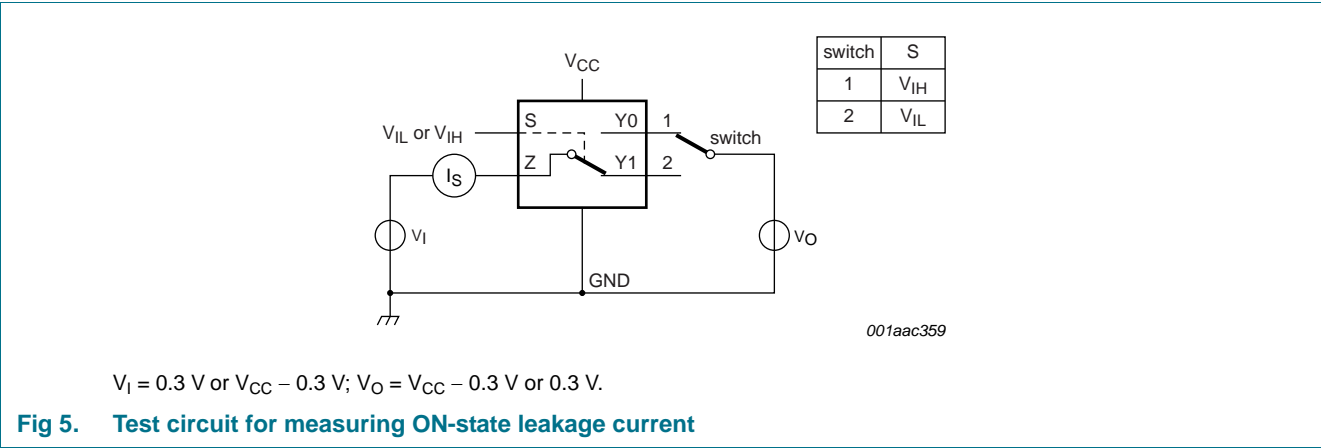 switch S
1 VIH
2 VIL
VCC
S Y0 1
VIL or VIH
switch
Z Y1 2
IS
VI
VO
GND
001aac359
VI = 0.3 V or VCC − 0.3 V; VO = VCC − 0.3 V or 0.3 V.
Fig 5. Test circuit for measuring ON-state leakage current